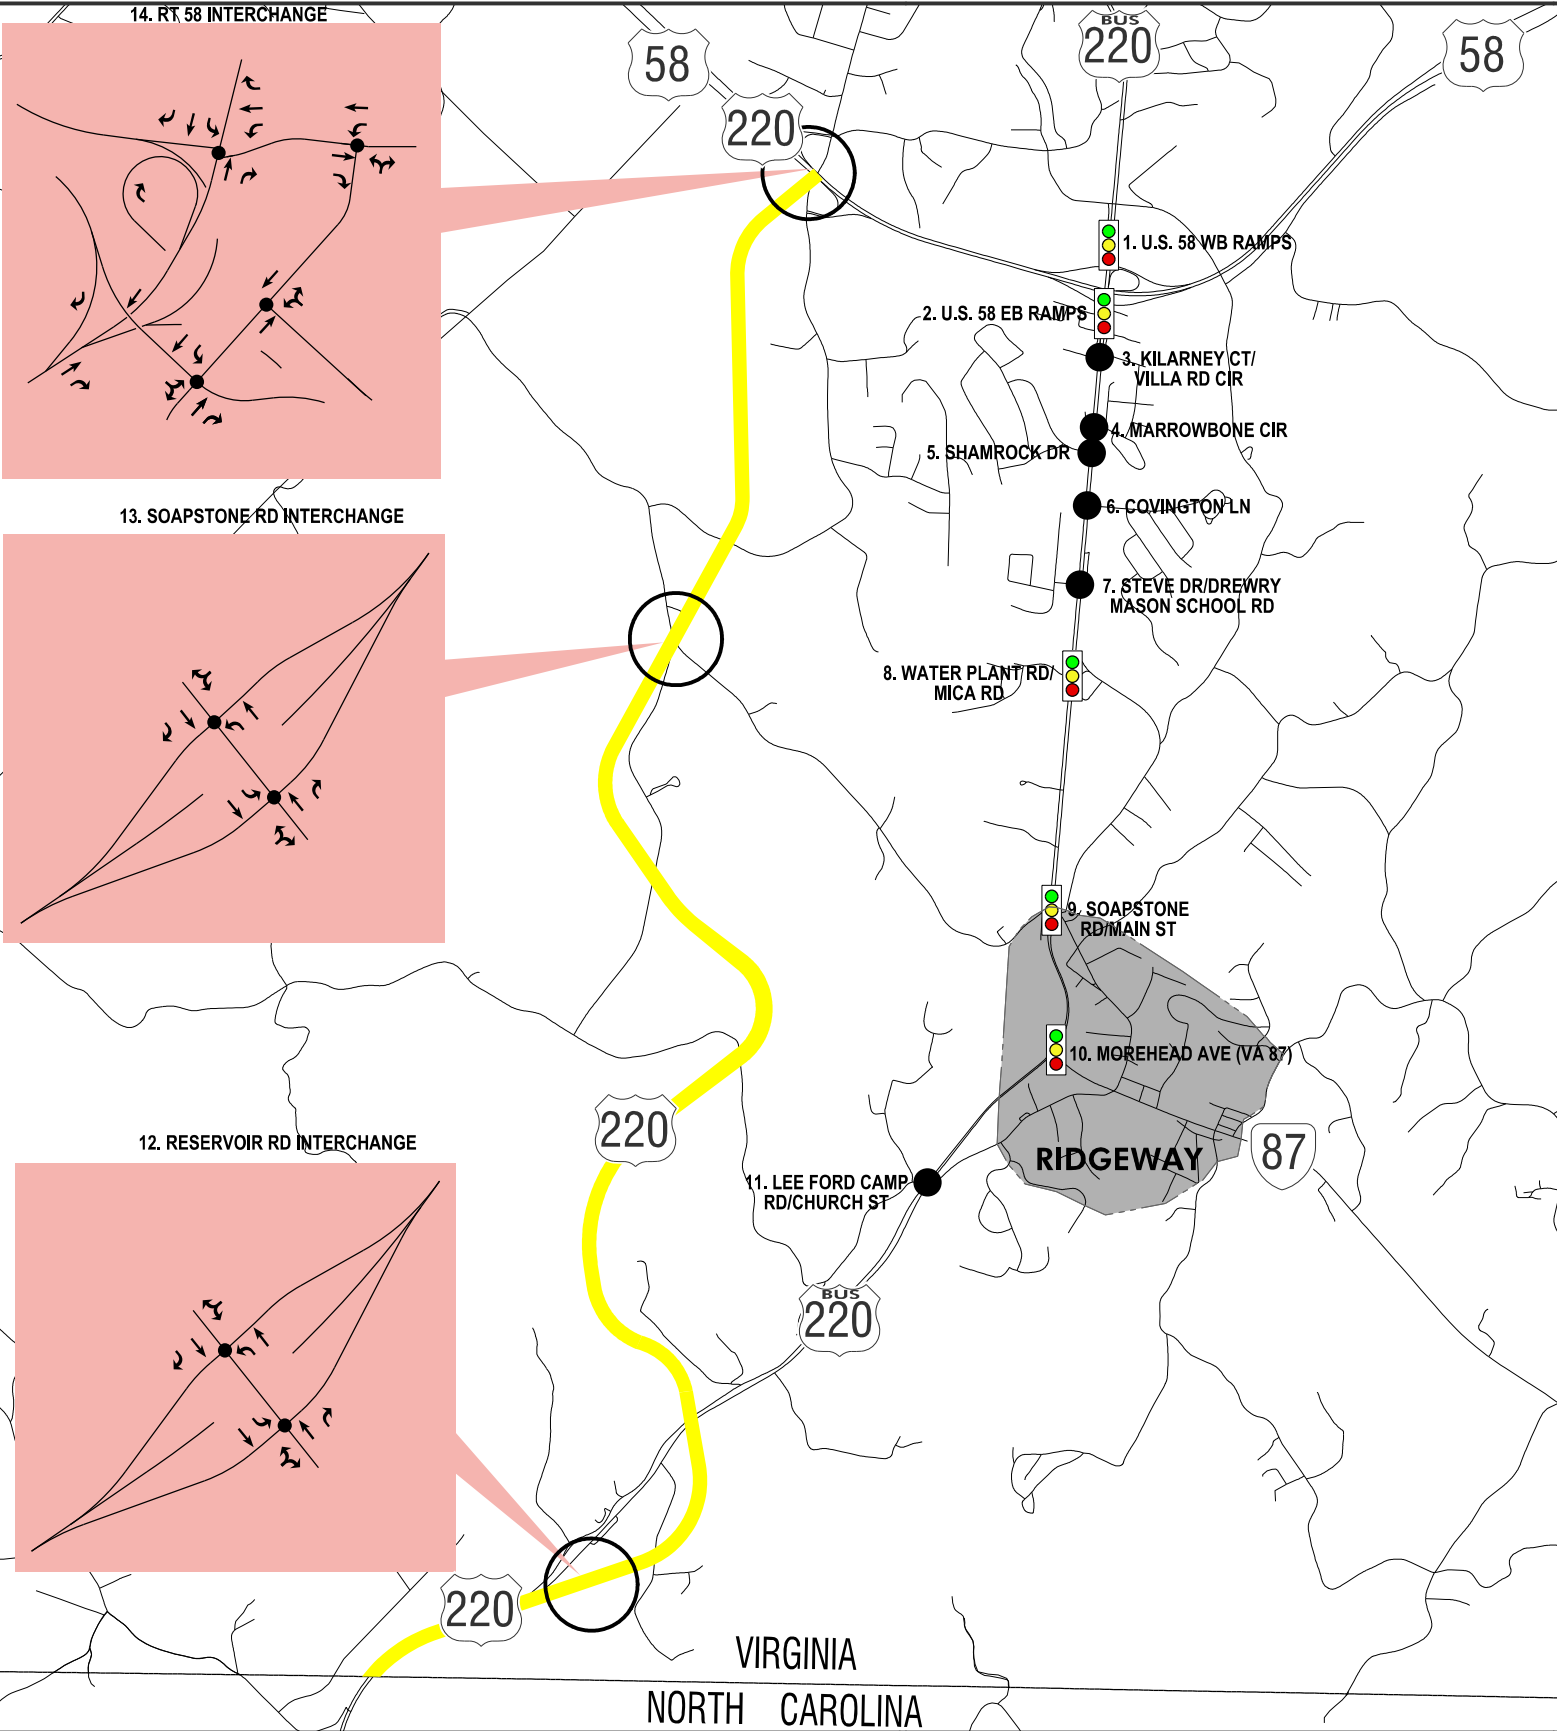 14. RT 58 INTERCHANGE
58
BUS
220
58
220
1. U.S. 58 WB RAMPS
2. U.S. 58 EB RAMPS
3. KILARNEY CT/
VILLA RD CIR
4. MARROWBONE CIR
5. SHAMROCK DR
6. COVINGTON LN
13. SOAPSTONE RD INTERCHANGE
7. STEVE DR/DREWRY
MASON SCHOOL RD
8. WATER PLANT RD/
MICA RD
9. SOAPSTONE
RD/MAIN ST
10. MOREHEAD AVE (VA 87)
220
12. RESERVOIR RD INTERCHANGE
RIDGEWAY
87
11. LEE FORD CAMP
RD/CHURCH ST
BUS
220
220
VIRGINIA
NORTH CAROLINA